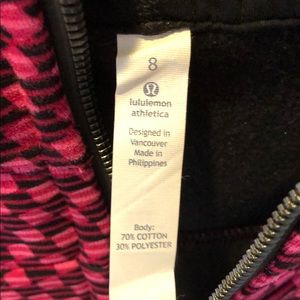 8
lululemon
athletica
Designed in
Vancouver
Made in
Philippines
Body:
70% COTTON
30% POLYESTER